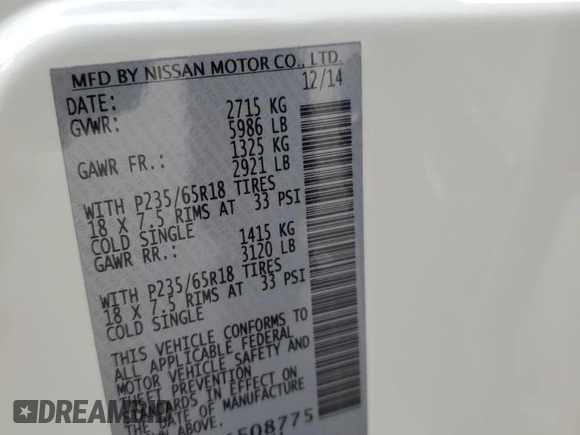 MFD BY NISSAN MOTOR CO., LTD.
DATE: 12/14
GVWR: 2715 KG
5986 LB
GAWR FR.: 1325 KG
2921 LB
WITH P235/65R18 TIRES
18 X 7.5 RIMS AT 33 PSI
COLD SINGLE
GAWR RR.: 1415 KG
3120 LB
WITH P235/65R18 TIRES
18 X 7.5 RIMS AT 33 PSI
COLD SINGLE
THIS VEHICLE CONFORMS TO
ALL APPLICABLE FEDERAL
MOTOR VEHICLE SAFETY AND
THEFT PREVENTION
STANDARDS IN EFFECT ON
THE DATE OF MANUFACTURE
SHOWN ABOVE.
508775
DREAMBID